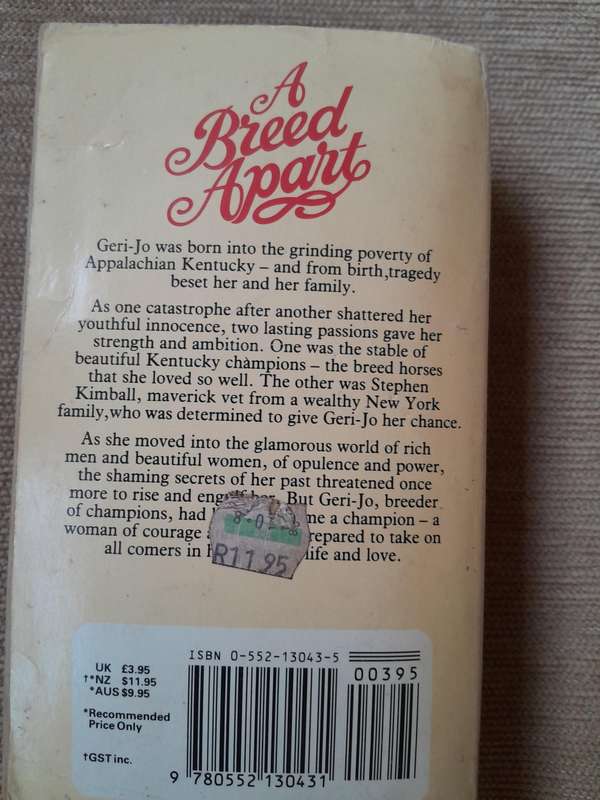 A
Breed
Apart
Geri-Jo was born into the grinding poverty of
Appalachian Kentucky – and from birth,tragedy
beset her and her family.
As one catastrophe after another shattered her
youthful innocence, two lasting passions gave her
strength and ambition. One was the stable of
beautiful Kentucky chàmpions – the breed horses
that she loved so well. The other was Stephen
Kimball, maverick vet from a wealthy New York
family,who was determined to give Geri-Jo her chance.
As she moved into the glamorous world of rich
men and beautiful women, of opulence and power,
the shaming secrets of her past threatened once
more to rise and engulf her. But Geri-Jo, breeder
of champions, had me a champion – a
woman of courage repared to take on
all comers in life and love.
R11 95
ISBN 0-552-13043-5
00395
UK £3.95
†*NZ $11.95
*AUS $9.95
*Recommended
Price Only
†GST inc.
9 780552 130431